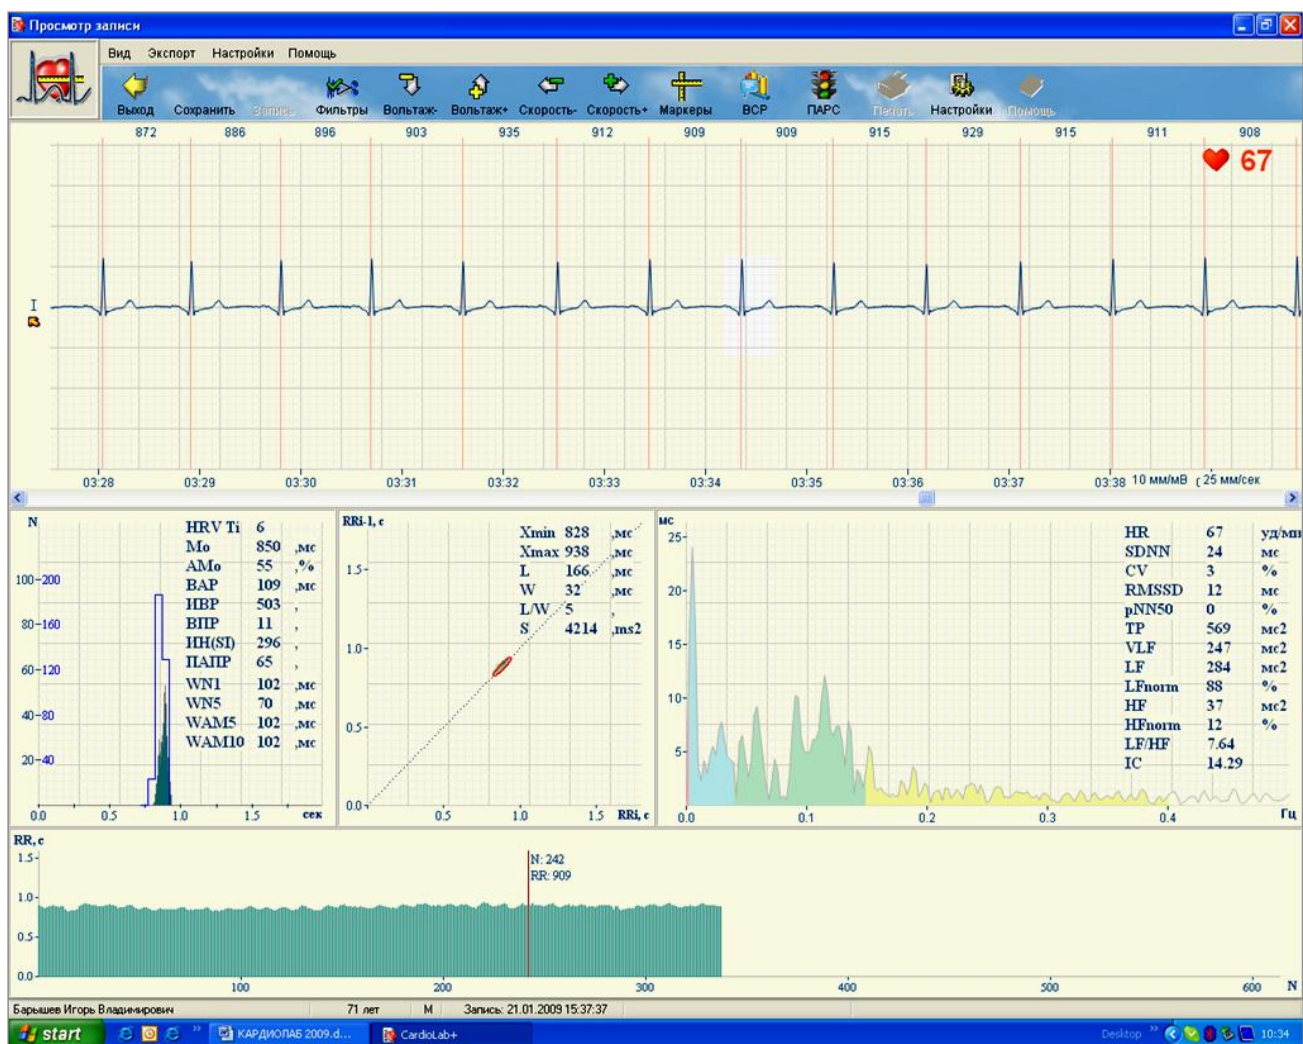 Просмотр записи
Вид Экспорт Настройки Помощь
Выход Сохранить Запись Фильтры Вольтаж- Вольтаж+ Скорость- Скорость+ Маркеры ВСР ПАРС Печать Настройки Помощь
872 886 896 903 935 912 909 909 915 929 915 911 908
67
I
03:28 03:29 03:30 03:31 03:32 03:33 03:34 03:35 03:36 03:37 03:38 10 мм/мВ ( 25 мм/сек
N
HRV Ti 6
Mo 850 ,мс
AMo 55 ,%
ВАР 109 ,мс
ИВР 503 ,
ВПР 11 ,
ИН(SI) 296 ,
ПАПР 65 ,
WN1 102 ,мс
WN5 70 ,мс
WAM5 102 ,мс
WAM10 102 ,мс
100-200
80-160
60-120
40-80
20-40
0.0 0.5 1.0 1.5 сек
RRi-1, c
Xmin 828 ,мс
Xmax 938 ,мс
L 166 ,мс
W 32 ,мс
L/W 5 ,
S 4214 ,ms2
1.5-
1.0-
0.5-
0.0-
0.5 1.0 1.5 RRi, c
мс
25-
20-
15-
10-
5-
HR 67 уд/ми
SDNN 24 мс
CV 3 %
RMSSD 12 мс
pNN50 0 %
TP 569 мс2
VLF 247 мс2
LF 284 мс2
LFnorm 88 %
HF 37 мс2
HFnorm 12 %
LF/HF 7.64
IC 14.29
0.0 0.1 0.2 0.3 0.4 Гц
RR, c
1.5-
1.0-
0.5-
0.0-
N: 242
RR: 909
100 200 300 400 500 600 N
Барышев Игорь Владимирович 71 лет М Запись: 21.01.2009 15:37:37
start КАРДИОЛАБ 2009.d... CardioLab+ Desktop 10:34